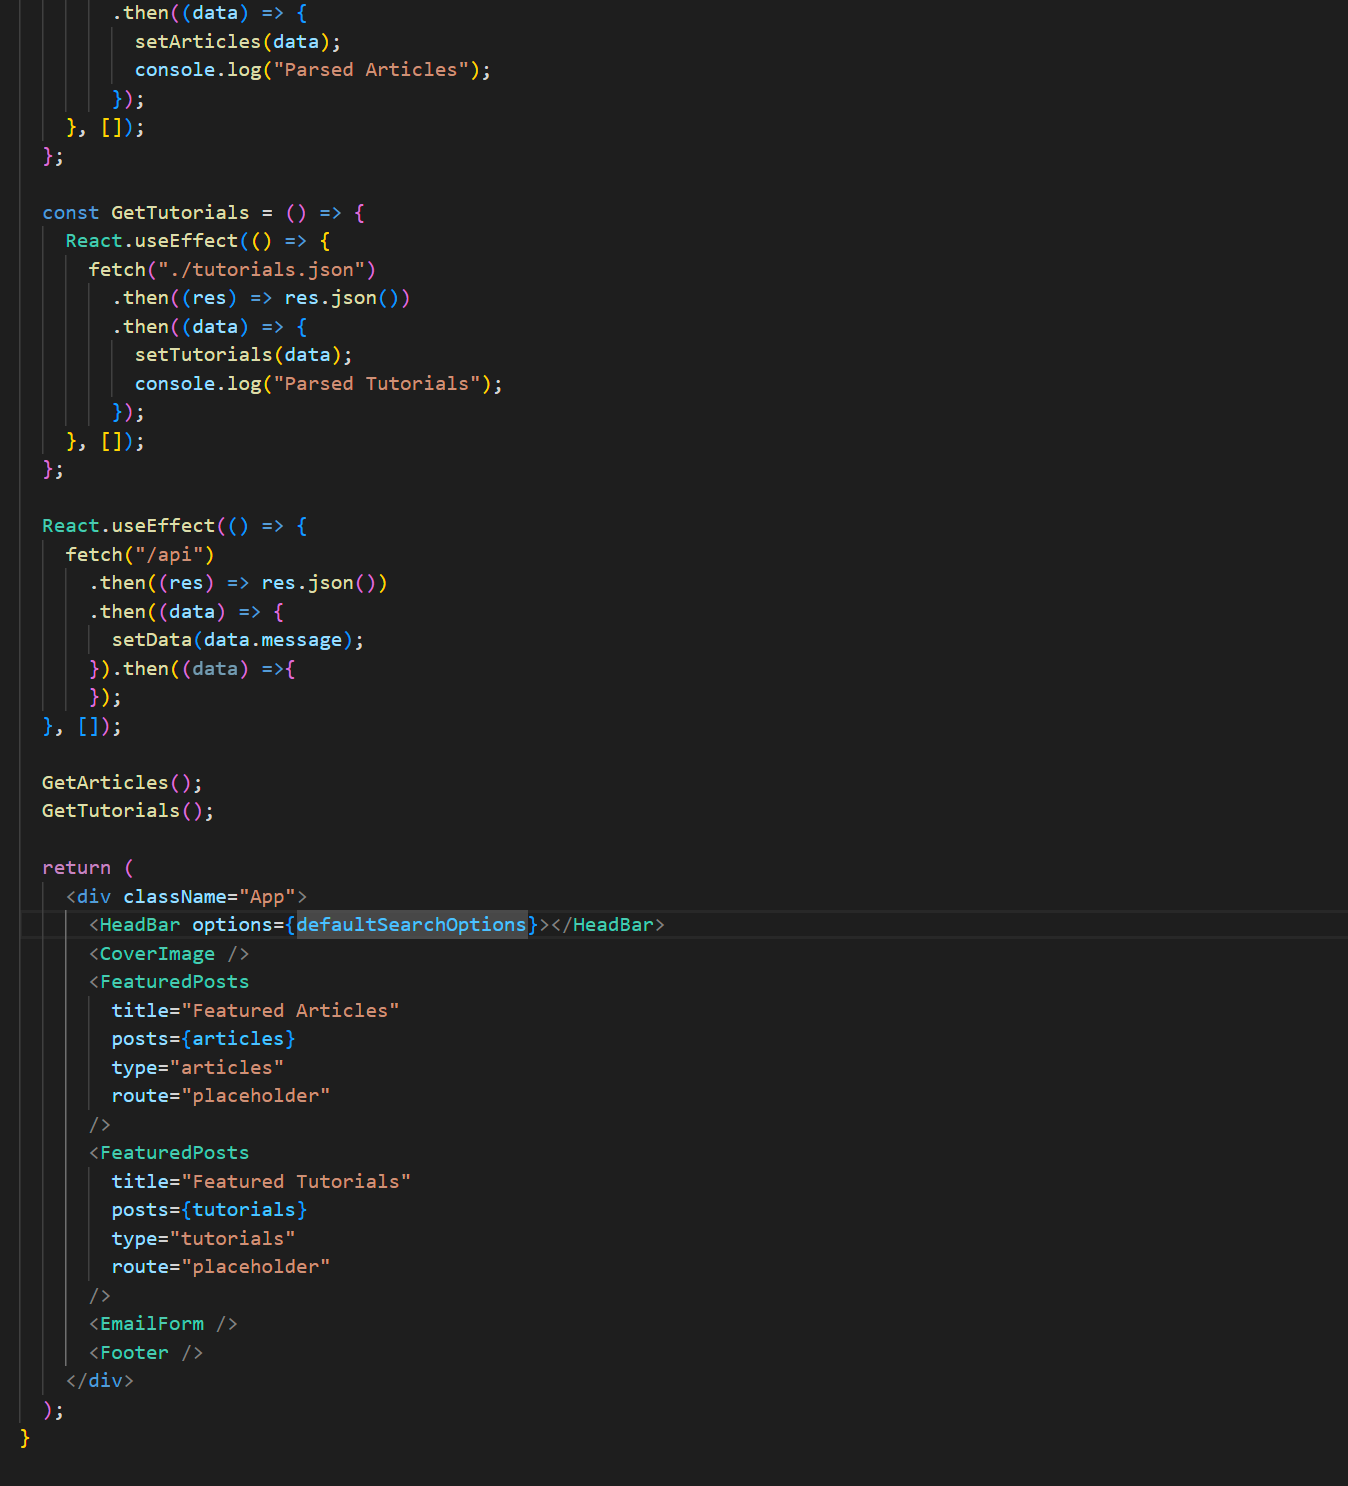 .then((data) => {
setArticles(data);
console.log("Parsed Articles");
});
}, []);
};
const GetTutorials = () => {
React.useEffect(() => {
fetch("./tutorials.json")
.then((res) => res.json())
.then((data) => {
setTutorials(data);
console.log("Parsed Tutorials");
});
}, []);
};
React.useEffect(() => {
fetch("/api")
.then((res) => res.json())
.then((data) => {
setData(data.message);
}).then((data) =>{
});
}, []);
GetArticles();
GetTutorials();
return (
<div className="App">
<HeadBar options={defaultSearchOptions}></HeadBar>
<CoverImage />
<FeaturedPosts
title="Featured Articles"
posts={articles}
type="articles"
route="placeholder"
/>
<FeaturedPosts
title="Featured Tutorials"
posts={tutorials}
type="tutorials"
route="placeholder"
/>
<EmailForm />
<Footer />
</div>
);
}